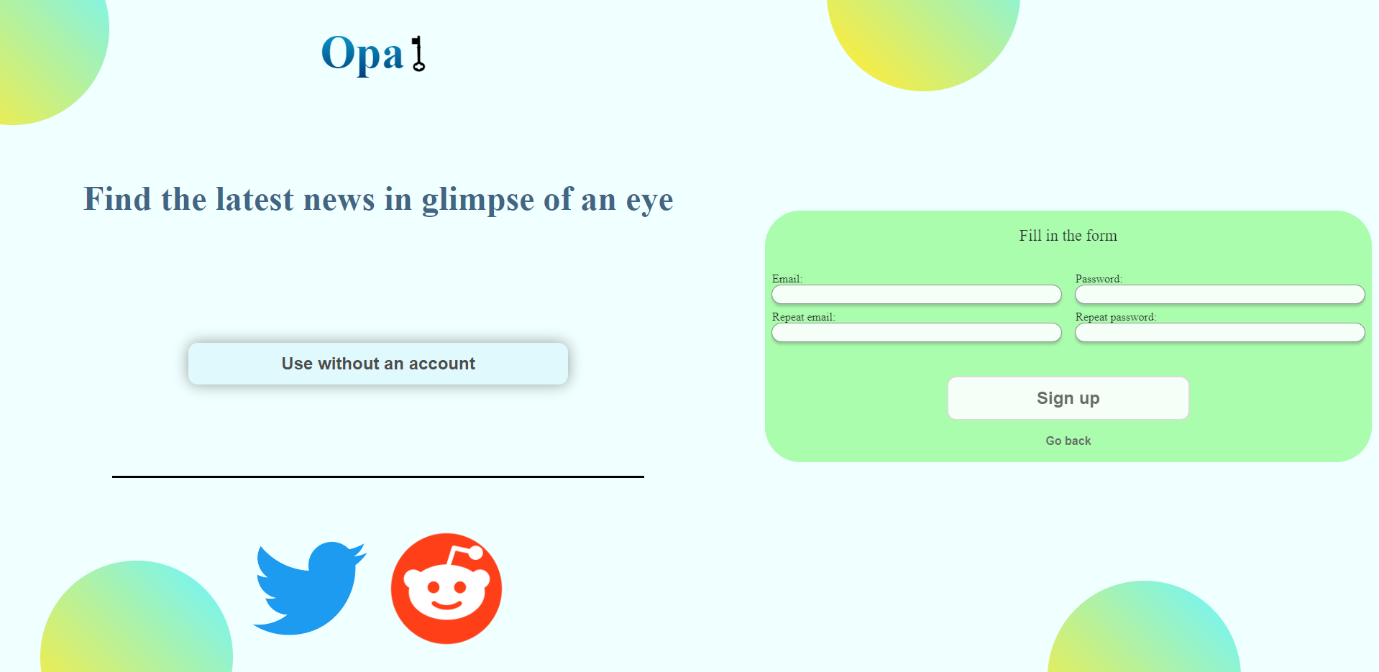 Opal
Find the latest news in glimpse of an eye
Use without an account
Fill in the form
Email:
Password:
Repeat email:
Repeat password:
Sign up
Go back